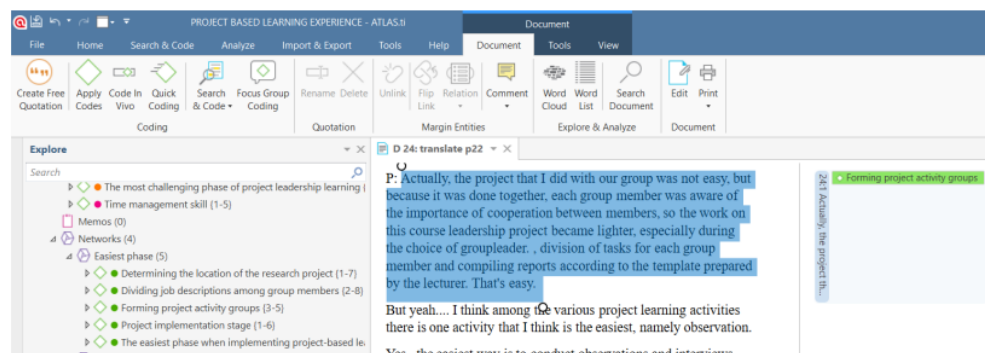 PROJECT BASED LEARNING EXPERIENCE - ATLAS.ti
Document
File Home Search & Code Analyze Import & Export Tools Help Document Tools View
Create Free Quotation
Apply Codes
Code In Vivo
Quick Coding
Search & Code
Focus Group Coding
Rename
Delete
Unlink
Flip Link
Relation
Comment
Word Cloud
Word List
Search Document
Edit
Print
Coding
Quotation
Margin Entities
Explore & Analyze
Document
Explore
Search
The most challenging phase of project leadership learning (
Time management skill (1-5)
Memos (0)
Networks (4)
Easiest phase (5)
Determining the location of the research project (1-7)
Dividing job descriptions among group members (2-8)
Forming project activity groups (3-5)
Project implementation stage (1-6)
The easiest phase when implementing project-based le
D 24: translate p22
P: Actually, the project that I did with our group was not easy, but
because it was done together, each group member was aware of
the importance of cooperation between members, so the work on
this course leadership project became lighter, especially during
the choice of groupleader. , division of tasks for each group
member and compiling reports according to the template prepared
by the lecturer. That's easy.
But yeah.... I think among the various project learning activities
there is one activity that I think is the easiest, namely observation.
24:1 Actually, the project th...
Forming project activity groups